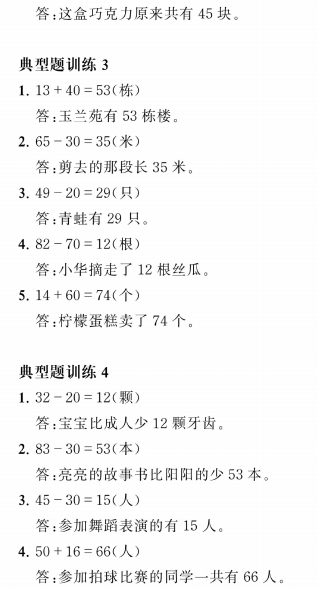 答:这盒巧克力原来共有 45 块。
典型题训练 3
1. 13+40=53(栋)
答:玉兰苑有 53 栋楼。
2. 65-30=35(米)
答:剪去的那段长 35 米。
3. 49-20=29(只)
答:青蛙有 29 只。
4. 82-70=12(根)
答:小华摘走了 12 根丝瓜。
5. 14+60=74(个)
答:柠檬蛋糕卖了 74 个。
典型题训练 4
1. 32-20=12(颗)
答:宝宝比成人少 12 颗牙齿。
2. 83-30=53(本)
答:亮亮的故事书比阳阳的少 53 本。
3. 45-30=15(人)
答:参加舞蹈表演的有 15 人。
4. 50+16=66(人)
答:参加拍球比赛的同学一共有 66 人。